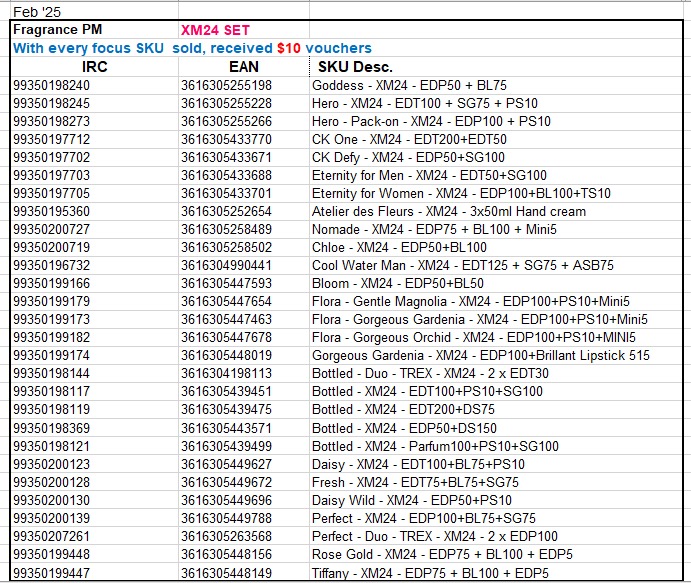 Feb '25
Fragrance PM XM24 SET
With every focus SKU sold, received $10 vouchers
IRC EAN SKU Desc.
99350198240 3616305255198 Goddess - XM24 - EDP50 + BL75
99350198245 3616305255228 Hero - XM24 - EDT100 + SG75 + PS10
99350198273 3616305255266 Hero - Pack-on - XM24 - EDP100 + PS10
99350197712 3616305433770 CK One - XM24 - EDT200+EDT50
99350197702 3616305433671 CK Defy - XM24 - EDP50+SG100
99350197703 3616305433688 Eternity for Men - XM24 - EDT50+SG100
99350197705 3616305433701 Eternity for Women - XM24 - EDP100+BL100+TS10
99350195360 3616305252654 Atelier des Fleurs - XM24 - 3x50ml Hand cream
99350200727 3616305258489 Nomade - XM24 - EDP75 + BL100 + Mini5
99350200719 3616305258502 Chloe - XM24 - EDP50+BL100
99350196732 3616304990441 Cool Water Man - XM24 - EDT125 + SG75 + ASB75
99350199166 3616305447593 Bloom - XM24 - EDP50+BL50
99350199179 3616305447654 Flora - Gentle Magnolia - XM24 - EDP100+PS10+Mini5
99350199173 3616305447463 Flora - Gorgeous Gardenia - XM24 - EDP100+PS10+Mini5
99350199182 3616305447678 Flora - Gorgeous Orchid - XM24 - EDP100+PS10+MINI5
99350199174 3616305448019 Gorgeous Gardenia - XM24 - EDP100+Brillant Lipstick 515
99350198144 3616304198113 Bottled - Duo - TREX - XM24 - 2 x EDT30
99350198117 3616305439451 Bottled - XM24 - EDT100+PS10+SG100
99350198119 3616305439475 Bottled - XM24 - EDT200+DS75
99350198369 3616305443571 Bottled - XM24 - EDP50+DS150
99350198121 3616305439499 Bottled - XM24 - Parfum100+PS10+SG100
99350200123 3616305449627 Daisy - XM24 - EDT100+BL75+PS10
99350200128 3616305449672 Fresh - XM24 - EDT75+BL75+SG75
99350200130 3616305449696 Daisy Wild - XM24 - EDP50+PS10
99350200139 3616305449788 Perfect - XM24 - EDP100+BL75+SG75
99350207261 3616305263568 Perfect - Duo - TREX - XM24 - 2 x EDP100
99350199448 3616305448156 Rose Gold - XM24 - EDP75 + BL100 + EDP5
99350199447 3616305448149 Tiffany - XM24 - EDP75 + BL100 + EDP5